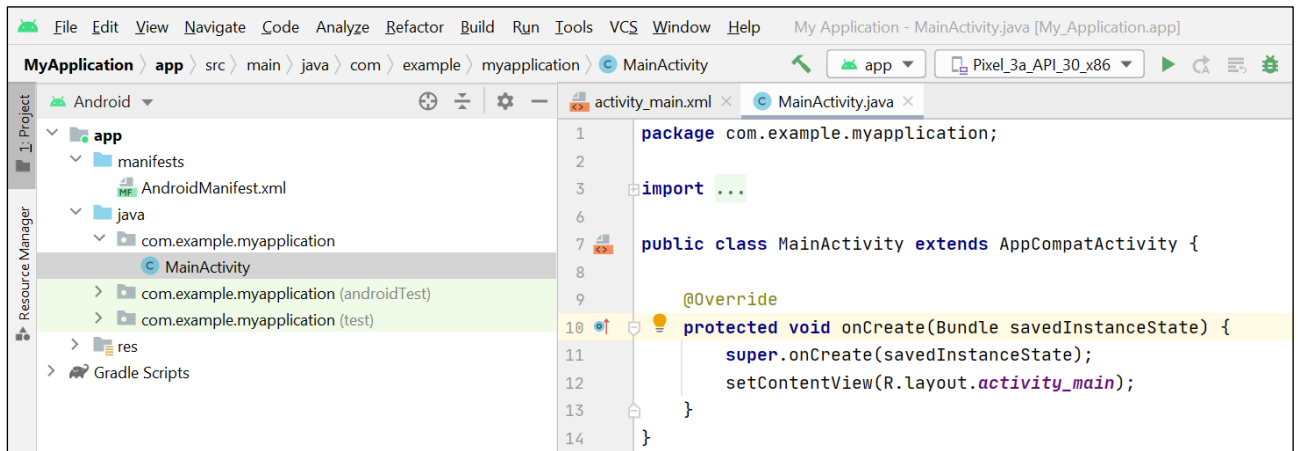 File Edit View Navigate Code Analyze Refactor Build Run Tools VCS Window Help My Application - MainActivity.java [My_Application.app]
MyApplication app src main java com example myapplication C MainActivity app Pixel_3a_API_30_x86
1: Project
Resource Manager
Android
app
manifests
MF AndroidManifest.xml
java
com.example.myapplication
C MainActivity
com.example.myapplication (androidTest)
com.example.myapplication (test)
res
Gradle Scripts
activity_main.xml C MainActivity.java
1 package com.example.myapplication;
2
3 import ...
6
7 public class MainActivity extends AppCompatActivity {
8
9 @Override
10 protected void onCreate(Bundle savedInstanceState) {
11 super.onCreate(savedInstanceState);
12 setContentView(R.layout.activity_main);
13 }
14 }